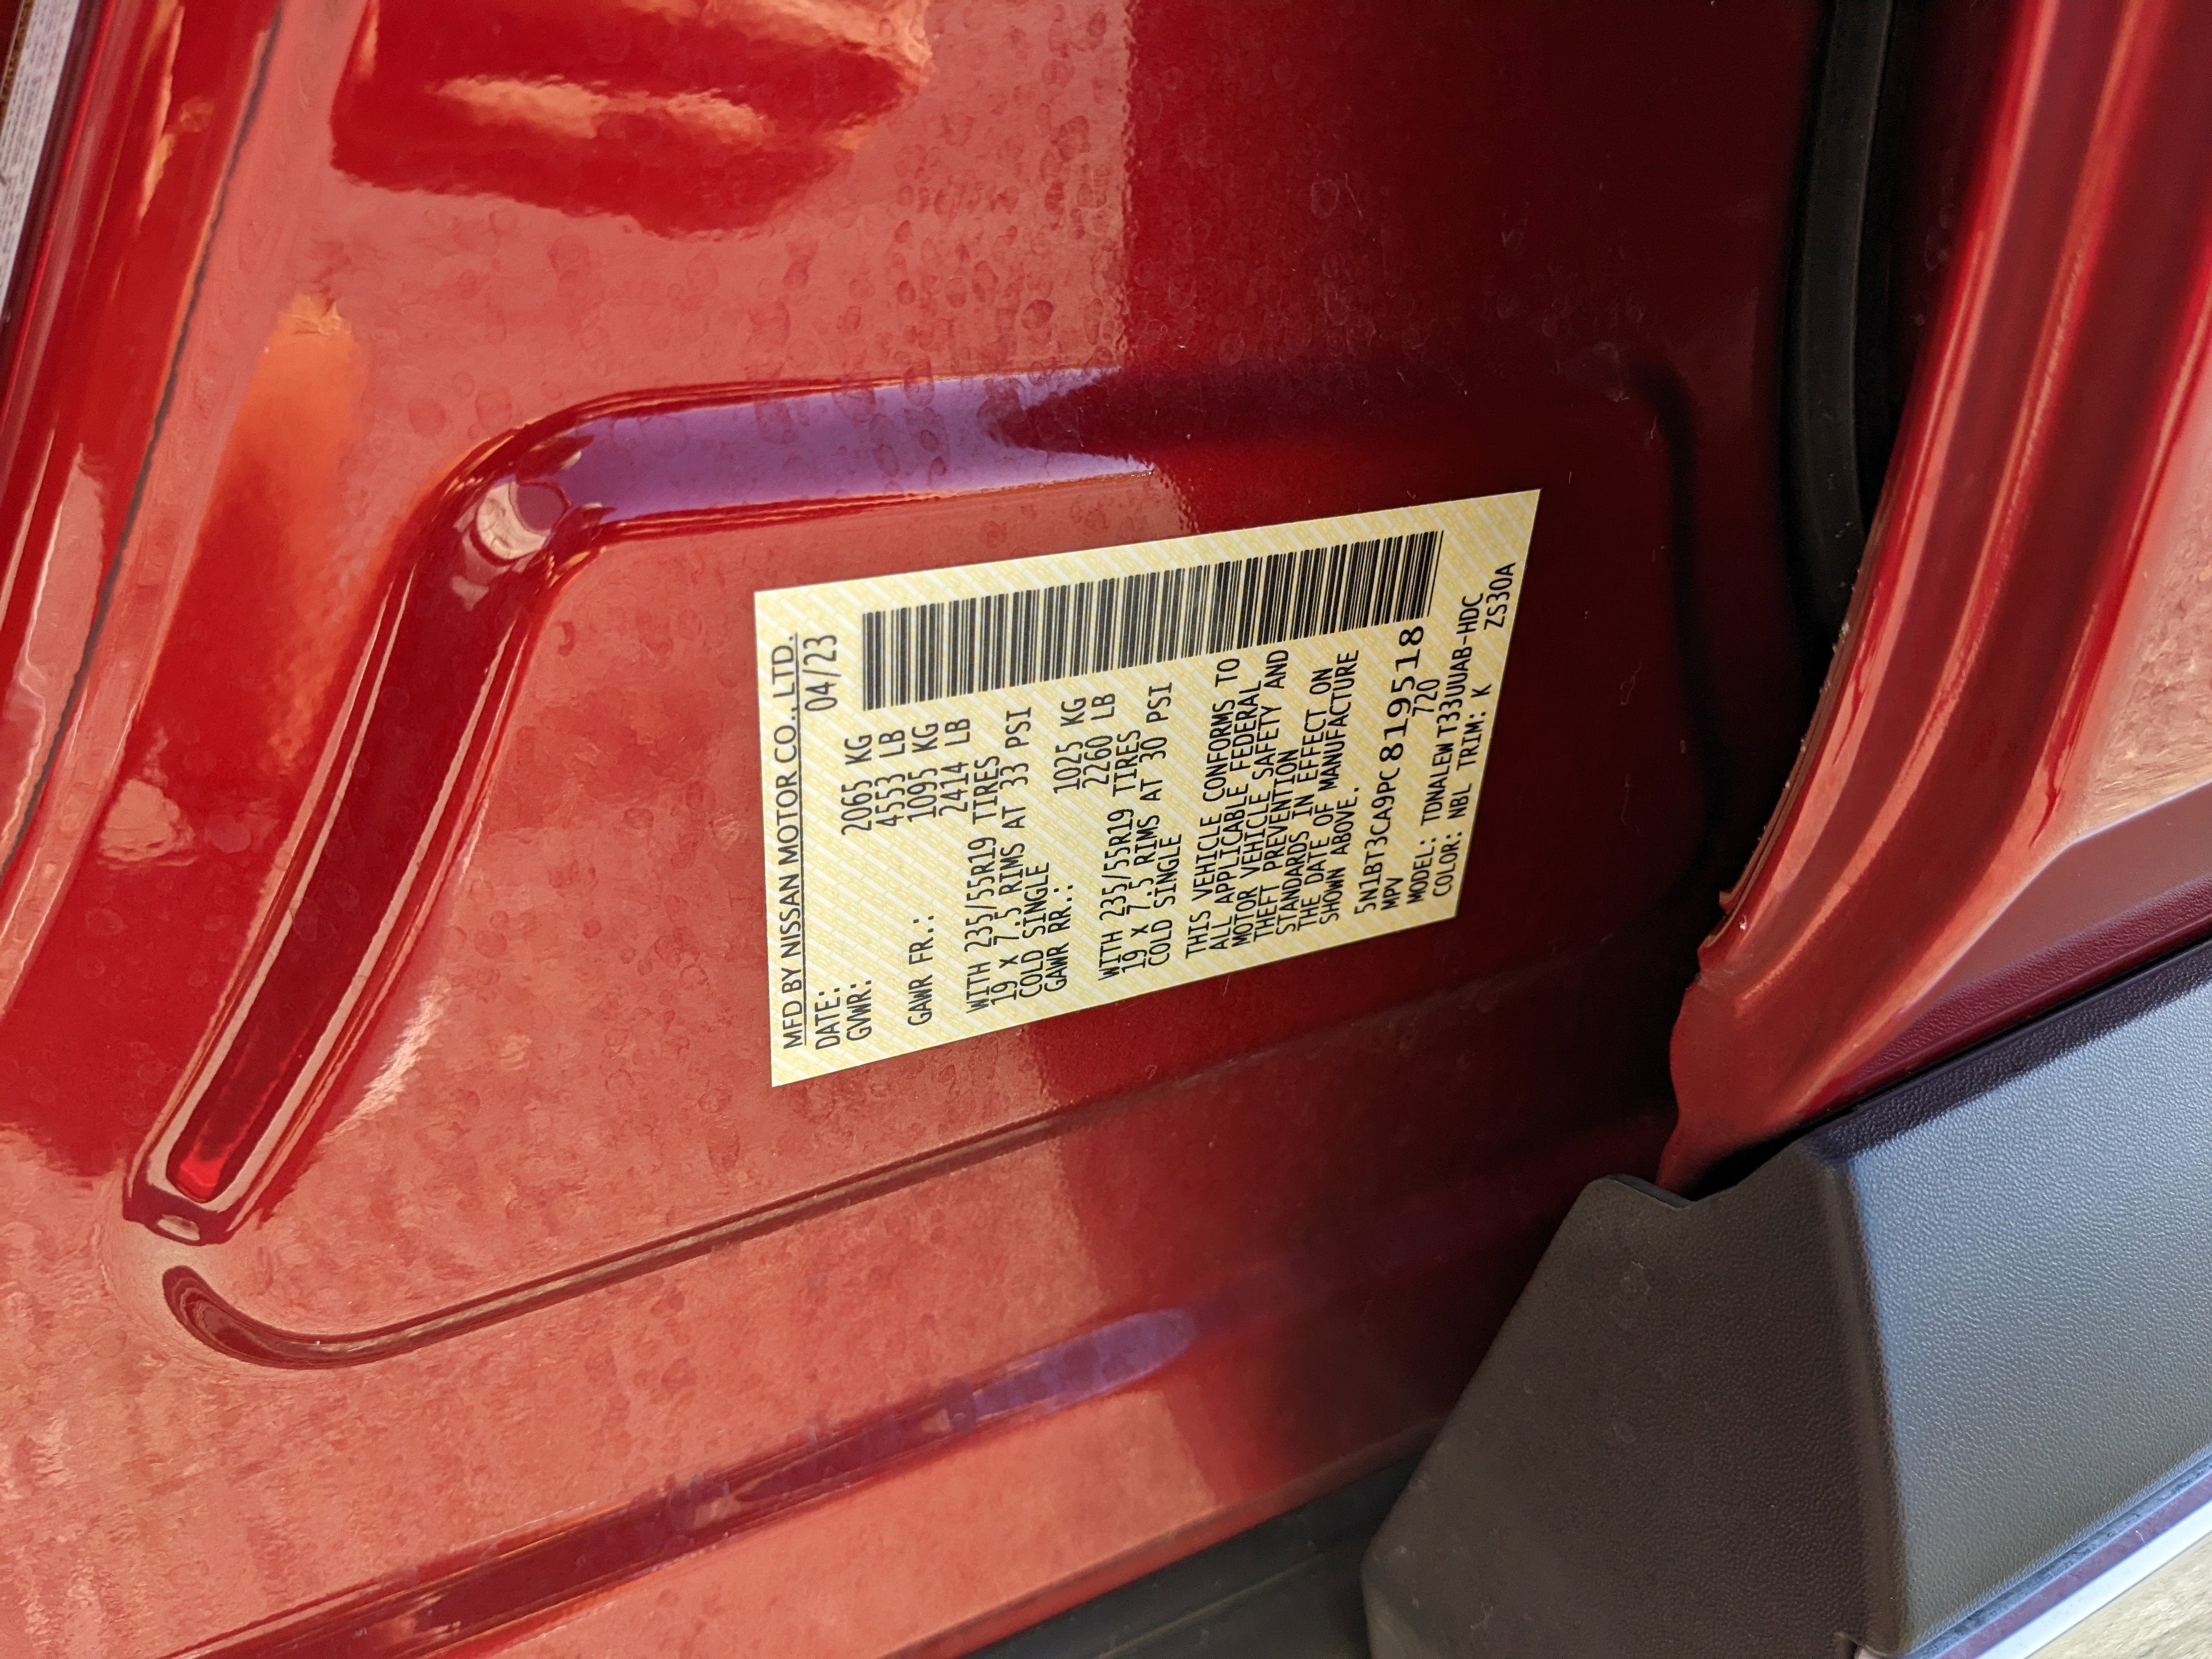 MFD BY NISSAN MOTOR CO., LTD.
DATE: 04/23
GVWR: 2065 KG
4553 LB
GAWR FR.: 1095 KG
2414 LB
WITH 235/55R19 TIRES
19 x 7.5 RIMS AT 33 PSI
COLD SINGLE
GAWR RR.: 1025 KG
2260 LB
WITH 235/55R19 TIRES
19 x 7.5 RIMS AT 30 PSI
COLD SINGLE
THIS VEHICLE CONFORMS TO
ALL APPLICABLE FEDERAL
MOTOR VEHICLE SAFETY AND
THEFT PREVENTION
STANDARDS IN EFFECT ON
THE DATE OF MANUFACTURE
SHOWN ABOVE.
5N1BT3CA9PC819518
MPV 720
MODEL: TDNALEWT33UUAB-HDC
COLOR: NBL TRIM: K ZS30A